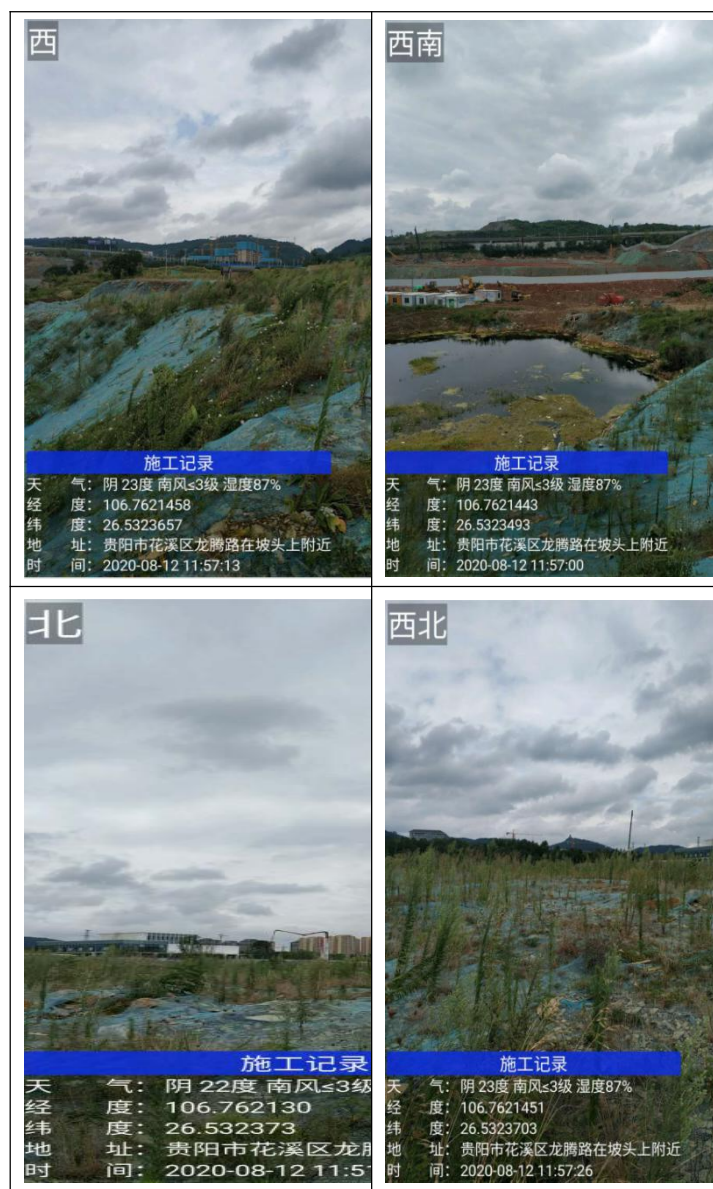 西
施工记录
天 气: 阴 23度 南风≤3级 湿度87%
经 度: 106.7621458
纬 度: 26.5323657
地 址: 贵阳市花溪区龙腾路在坡头上附近
时 间: 2020-08-12 11:57:13
西南
施工记录
天 气: 阴 23度 南风≤3级 湿度87%
经 度: 106.7621443
纬 度: 26.5323493
地 址: 贵阳市花溪区龙腾路在坡头上附近
时 间: 2020-08-12 11:57:00
北
施工记录
天 气: 阴 22度 南风≤3级
经 度: 106.762130
纬 度: 26.532373
地 址: 贵阳市花溪区龙
时 间: 2020-08-12 11:5
西北
施工记录
天 气: 阴 23度 南风≤3级 湿度87%
经 度: 106.7621451
纬 度: 26.5323703
地 址: 贵阳市花溪区龙腾路在坡头上附近
时 间: 2020-08-12 11:57:26